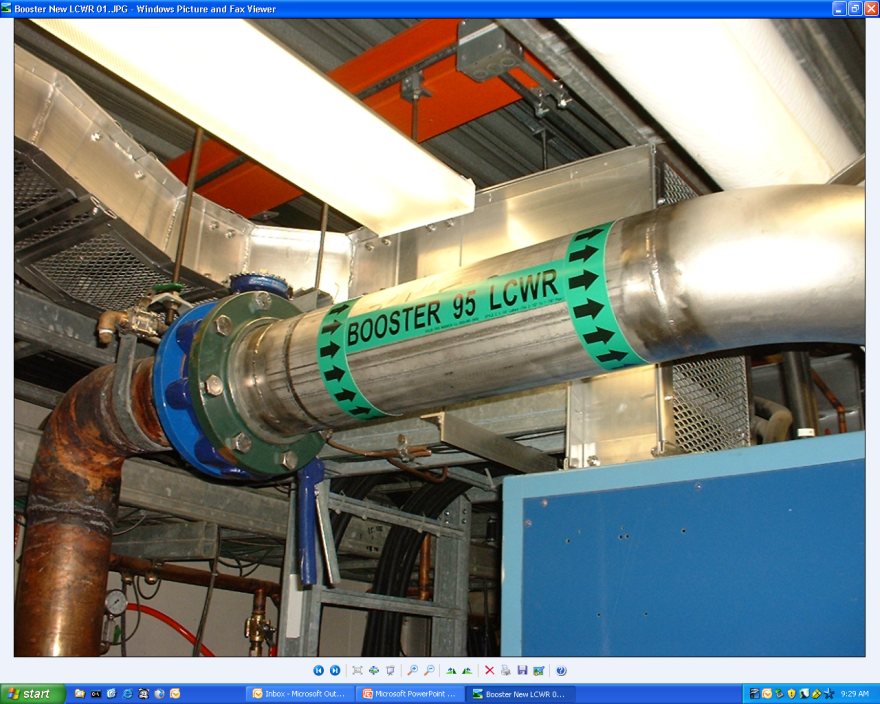 Booster New LCWR 01..JPG - Windows Picture and Fax Viewer
BOOSTER 95 LCWR
start
Inbox - Microsoft Out...
Microsoft PowerPoint ...
Booster New LCWR 0...
9:29 AM